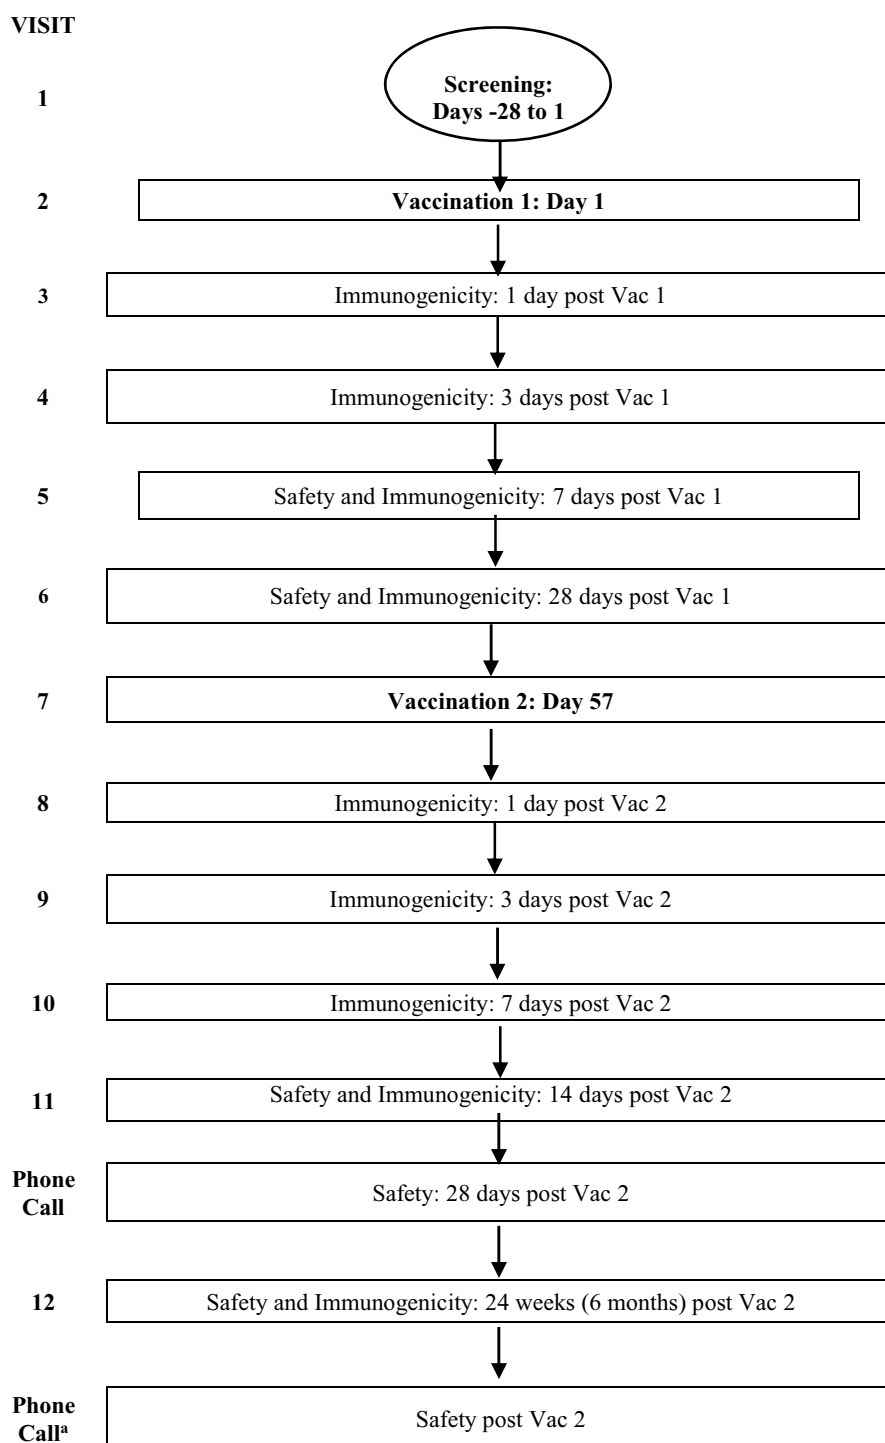 VISIT
1
Screening:
Days -28 to 1
2
Vaccination 1: Day 1
3
Immunogenicity: 1 day post Vac 1
4
Immunogenicity: 3 days post Vac 1
5
Safety and Immunogenicity: 7 days post Vac 1
6
Safety and Immunogenicity: 28 days post Vac 1
7
Vaccination 2: Day 57
8
Immunogenicity: 1 day post Vac 2
9
Immunogenicity: 3 days post Vac 2
10
Immunogenicity: 7 days post Vac 2
11
Safety and Immunogenicity: 14 days post Vac 2
Phone
Call
Safety: 28 days post Vac 2
12
Safety and Immunogenicity: 24 weeks (6 months) post Vac 2
Phone
Callᵃ
Safety post Vac 2